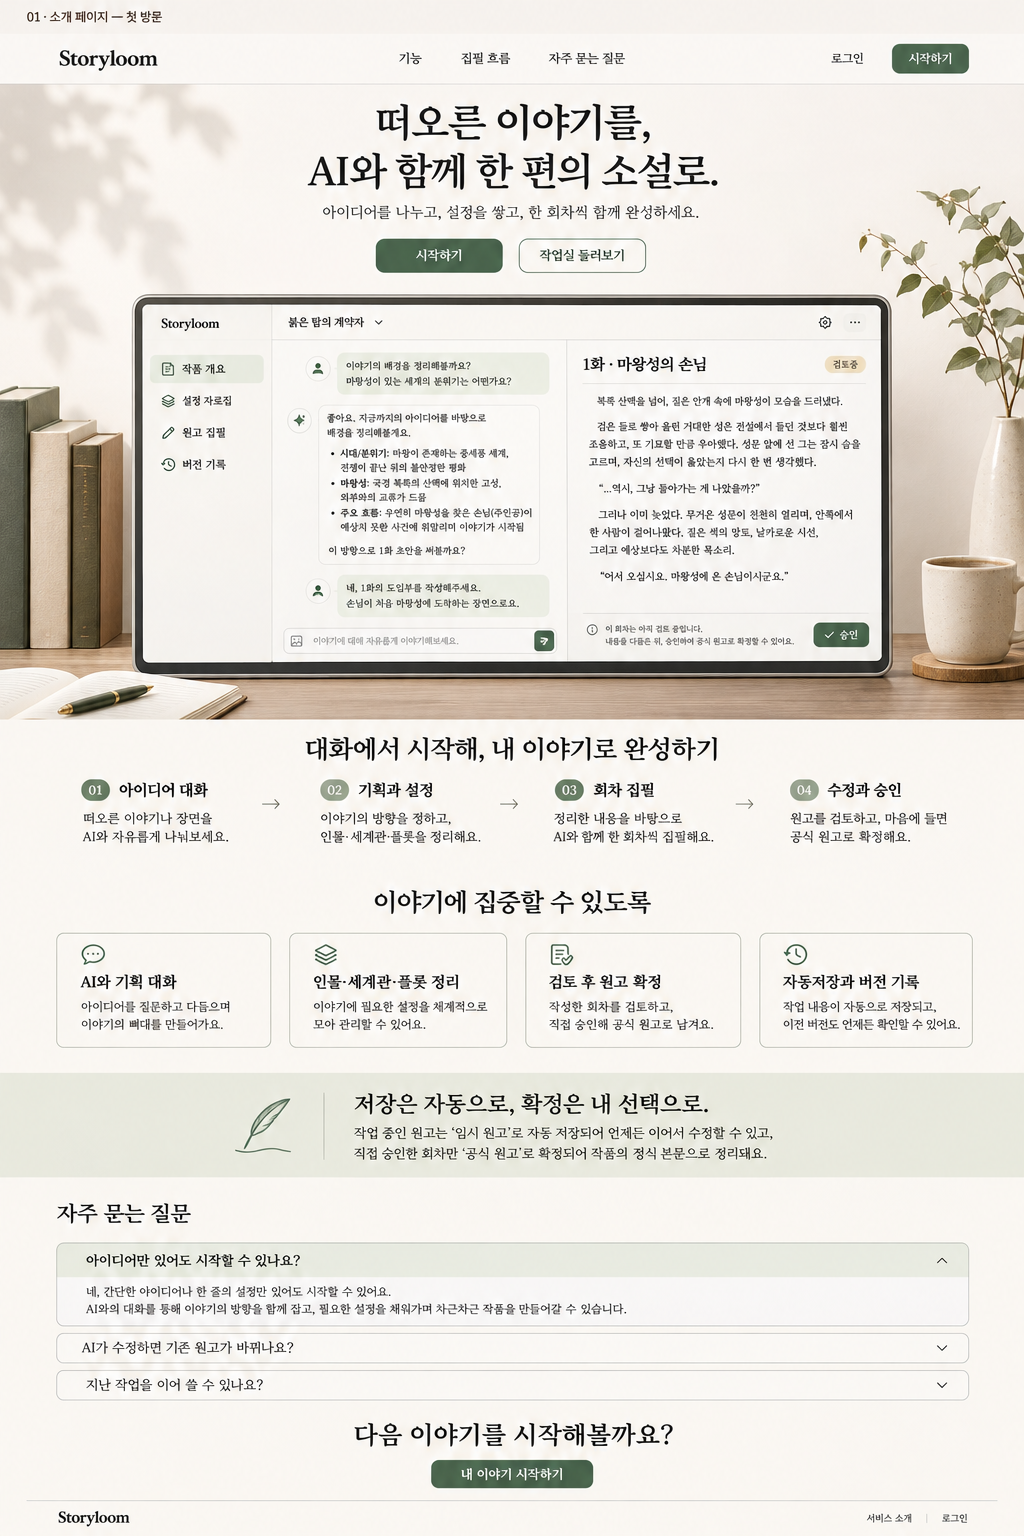 01 · 소개 페이지 — 첫 방문
Storyloom
기능
집필 흐름
자주 묻는 질문
로그인
시작하기
떠오른 이야기를,
AI와 함께 한 편의 소설로.
아이디어를 나누고, 설정을 쌓고, 한 회차씩 함께 완성하세요.
시작하기
작업실 둘러보기
Storyloom
붉은 탑의 계약자
작품 개요
설정 자료집
원고 집필
버전 기록
이야기의 배경을 정리해볼까요?
마왕성이 있는 세계의 분위기는 어떤가요?
좋아요. 지금까지의 아이디어를 바탕으로
배경을 정리해볼게요.
• 시대/분위기: 마왕이 존재하는 중세풍 세계,
전쟁이 끝난 뒤의 불안정한 평화
• 마왕성: 국경 북쪽의 산맥에 위치한 고성,
외부와의 교류가 드묾
• 주요 흐름: 우연히 마왕성을 찾은 손님(주인공)이
예상치 못한 사건에 휘말리며 이야기가 시작됨
이 방향으로 1화 초안을 써볼까요?
네, 1화의 도입부를 작성해주세요.
손님이 처음 마왕성에 도착하는 장면으로요.
이야기에 대해 자유롭게 이야기해보세요.
1화 · 마왕성의 손님
검토중
북쪽 산맥을 넘어, 짙은 안개 속에 마왕성이 모습을 드러냈다.
검은 돌로 쌓아 올린 거대한 성은 전설에서 듣던 것보다 훨씬
조용하고, 또 기묘할 만큼 우아했다. 성문 앞에 선 그는 잠시 숨을
고르며, 자신의 선택이 옳았는지 다시 한 번 생각했다.
“...역시, 그냥 돌아가는 게 나았을까?”
그러나 이미 늦었다. 무거운 성문이 천천히 열리며, 안쪽에서
한 사람이 걸어나왔다. 짙은 색의 망토, 날카로운 시선,
그리고 예상보다도 차분한 목소리.
“어서 오십시오. 마왕성에 온 손님이시군요.”
이 회차는 아직 검토 중입니다.
내용을 다듬은 뒤, 승인하여 공식 원고로 확정할 수 있어요.
승인
대화에서 시작해, 내 이야기로 완성하기
01 아이디어 대화
떠오른 이야기나 장면을
AI와 자유롭게 나눠보세요.
02 기획과 설정
이야기의 방향을 정하고,
인물·세계관·플롯을 정리해요.
03 회차 집필
정리한 내용을 바탕으로
AI와 함께 한 회차씩 집필해요.
04 수정과 승인
원고를 검토하고, 마음에 들면
공식 원고로 확정해요.
이야기에 집중할 수 있도록
AI와 기획 대화
아이디어를 질문하고 다듬으며
이야기의 뼈대를 만들어가요.
인물·세계관·플롯 정리
이야기에 필요한 설정을 체계적으로
모아 관리할 수 있어요.
검토 후 원고 확정
작성한 회차를 검토하고,
직접 승인해 공식 원고로 남겨요.
자동저장과 버전 기록
작업 내용이 자동으로 저장되고,
이전 버전도 언제든 확인할 수 있어요.
저장은 자동으로, 확정은 내 선택으로.
작업 중인 원고는 ‘임시 원고’로 자동 저장되어 언제든 이어서 수정할 수 있고,
직접 승인한 회차만 ‘공식 원고’로 확정되어 작품의 정식 본문으로 정리돼요.
자주 묻는 질문
아이디어만 있어도 시작할 수 있나요?
네, 간단한 아이디어나 한 줄의 설정만 있어도 시작할 수 있어요.
AI와의 대화를 통해 이야기의 방향을 함께 잡고, 필요한 설정을 채워가며 차근차근 작품을 만들어갈 수 있습니다.
AI가 수정하면 기존 원고가 바뀌나요?
지난 작업을 이어 쓸 수 있나요?
다음 이야기를 시작해볼까요?
내 이야기 시작하기
Storyloom
서비스 소개
로그인